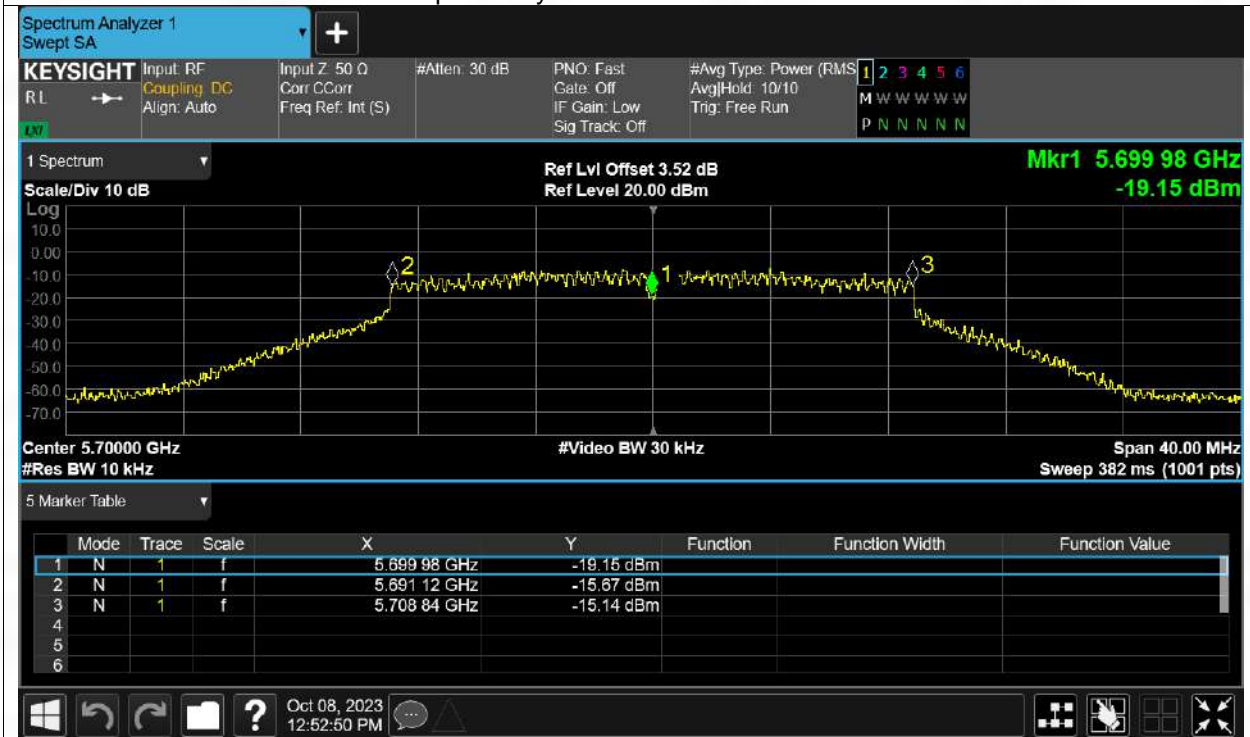 Spectrum Analyzer 1
Swept SA
+
KEYSIGHT Input: RF Input Z: 50 Ω #Atten: 30 dB PNO: Fast #Avg Type: Power (RMS 1 2 3 4 5 6
RL Coupling: DC Corr CCorr Gate: Off Avg|Hold: 10/10 M W W W W W
Align: Auto Freq Ref: Int (S) IF Gain: Low Trig: Free Run P N N N N N
LXI Sig Track: Off
1 Spectrum Ref Lvl Offset 3.52 dB Mkr1 5.699 98 GHz
Scale/Div 10 dB Ref Level 20.00 dBm -19.15 dBm
Log
10.0
0.00
-10.0
-20.0
-30.0
-40.0
-50.0
-60.0
-70.0
2
1
3
Center 5.70000 GHz #Video BW 30 kHz Span 40.00 MHz
#Res BW 10 kHz Sweep 382 ms (1001 pts)
5 Marker Table
Mode Trace Scale X Y Function Function Width Function Value
1 N 1 f 5.699 98 GHz -19.15 dBm
2 N 1 f 5.691 12 GHz -15.67 dBm
3 N 1 f 5.708 84 GHz -15.14 dBm
4
5
6
? Oct 08, 2023
12:52:50 PM